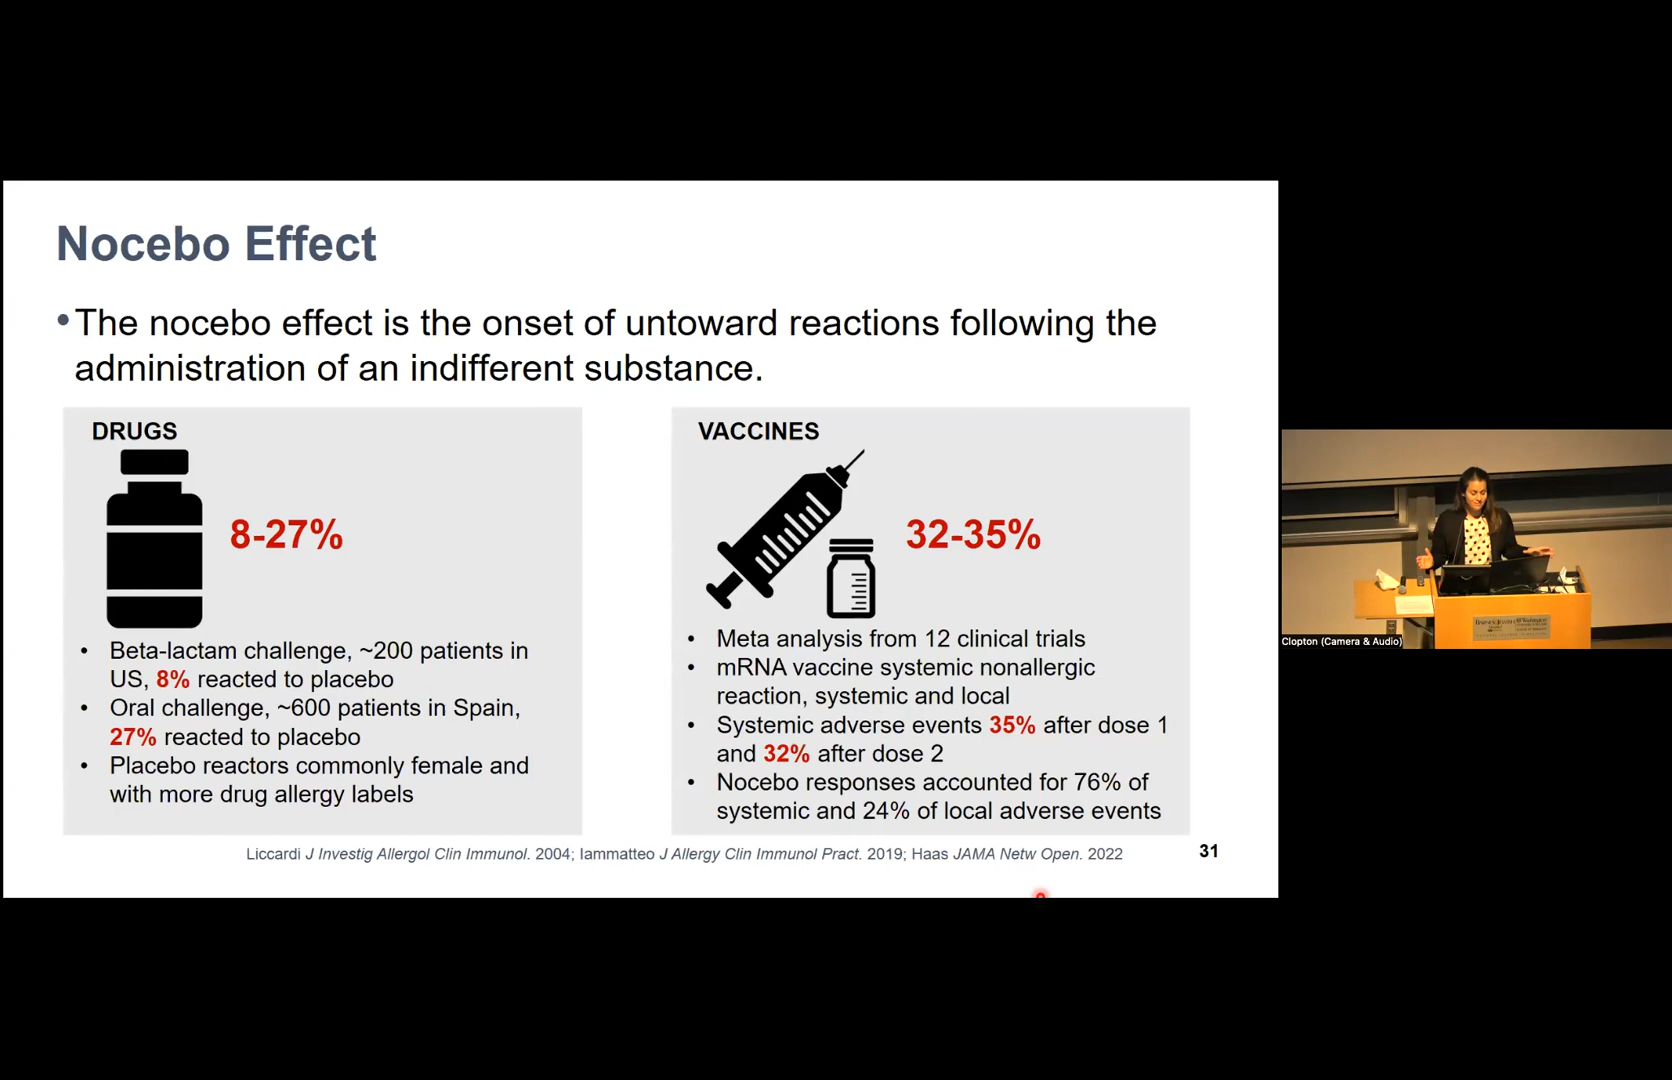 Nocebo Effect
• The nocebo effect is the onset of untoward reactions following the
administration of an indifferent substance.
DRUGS
8-27%
• Beta-lactam challenge, ~200 patients in
US, 8% reacted to placebo
• Oral challenge, ~600 patients in Spain,
27% reacted to placebo
• Placebo reactors commonly female and
with more drug allergy labels
VACCINES
32-35%
• Meta analysis from 12 clinical trials
• mRNA vaccine systemic nonallergic
reaction, systemic and local
• Systemic adverse events 35% after dose 1
and 32% after dose 2
• Nocebo responses accounted for 76% of
systemic and 24% of local adverse events
Liccardi J Investig Allergol Clin Immunol. 2004; Iammatteo J Allergy Clin Immunol Pract. 2019; Haas JAMA Netw Open. 2022
31
Clopton (Camera & Audio)